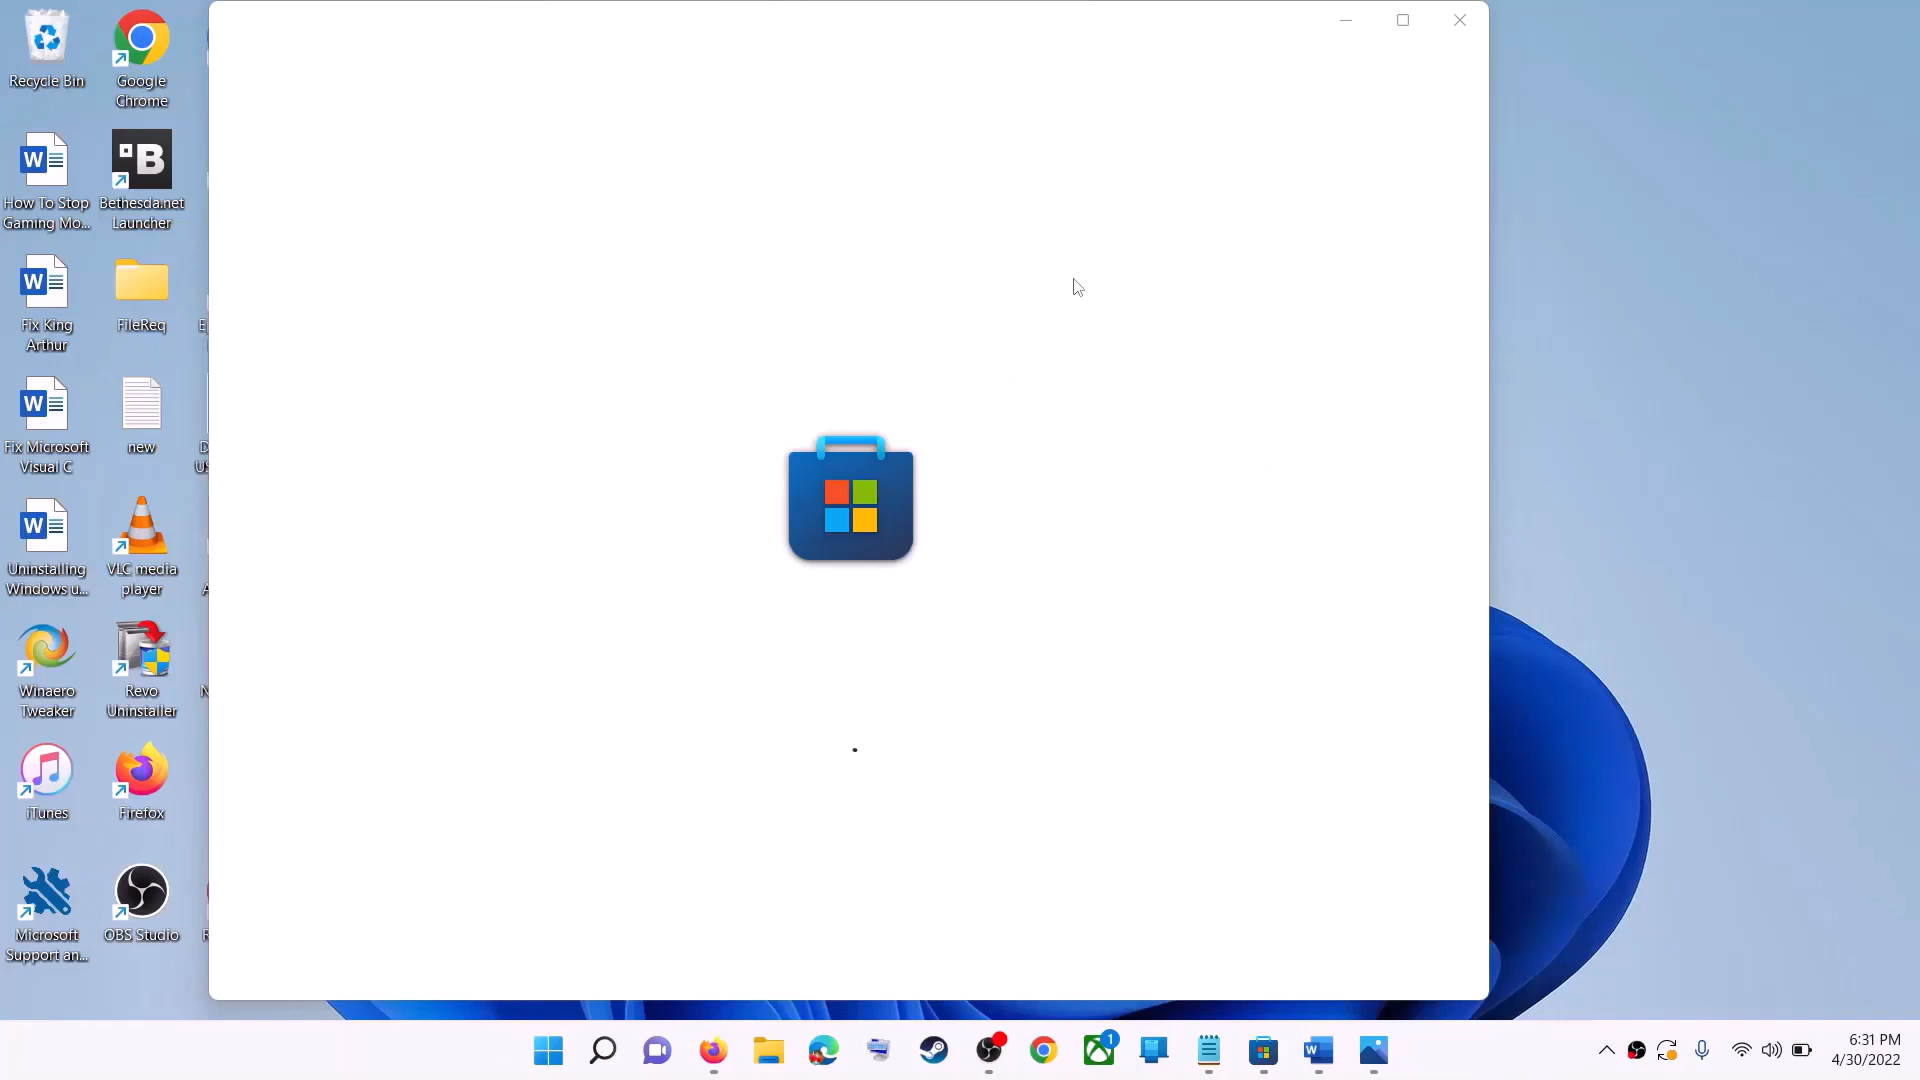 Recycle Bin
Google
Chrome
How To Stop
Gaming Mo...
Bethesda.net
Launcher
Fix King
Arthur
FileReq
Fix Microsoft
Visual C
new
Uninstalling
Windows u...
VLC media
player
Winaero
Tweaker
Revo
Uninstaller
iTunes
Firefox
Microsoft
Support an...
OBS Studio
1
6:31 PM
4/30/2022